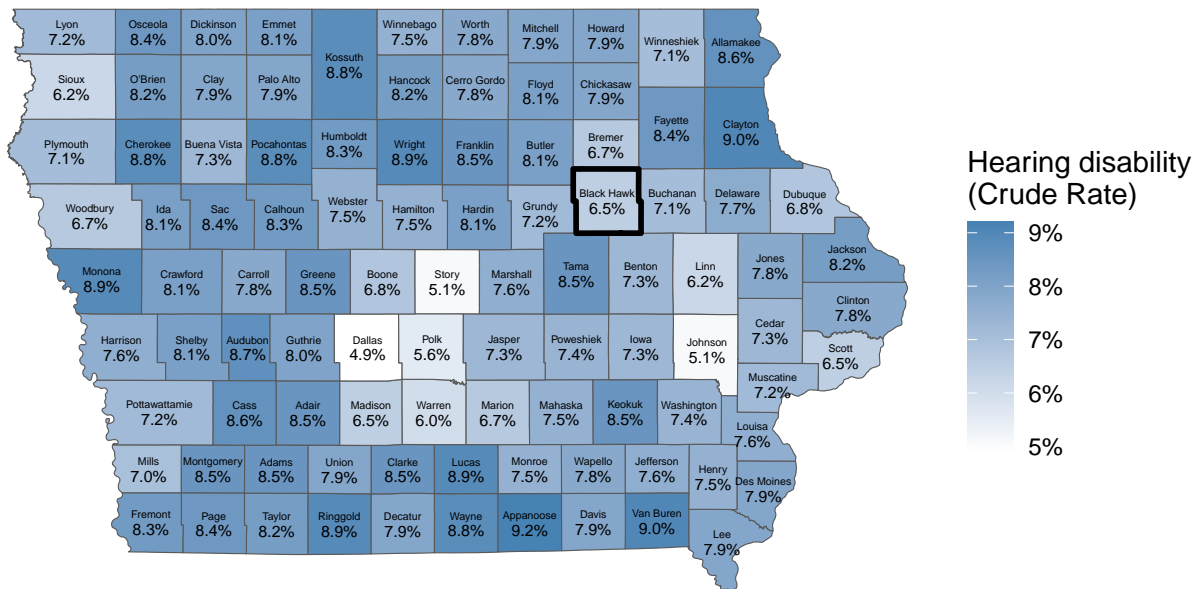 Lyon
7.2%
Osceola
8.4%
Dickinson
8.0%
Emmet
8.1%
Kossuth
8.8%
Winnebago
7.5%
Worth
7.8%
Mitchell
7.9%
Howard
7.9%
Winneshiek
7.1%
Allamakee
8.6%
Sioux
6.2%
O'Brien
8.2%
Clay
7.9%
Palo Alto
7.9%
Hancock
8.2%
Cerro Gordo
7.8%
Floyd
8.1%
Chickasaw
7.9%
Fayette
8.4%
Clayton
9.0%
Plymouth
7.1%
Cherokee
8.8%
Buena Vista
7.3%
Pocahontas
8.8%
Humboldt
8.3%
Wright
8.9%
Franklin
8.5%
Butler
8.1%
Bremer
6.7%
Woodbury
6.7%
Ida
8.1%
Sac
8.4%
Calhoun
8.3%
Webster
7.5%
Hamilton
7.5%
Hardin
8.1%
Grundy
7.2%
Black Hawk
6.5%
Buchanan
7.1%
Delaware
7.7%
Dubuque
6.8%
Monona
8.9%
Crawford
8.1%
Carroll
7.8%
Greene
8.5%
Boone
6.8%
Story
5.1%
Marshall
7.6%
Tama
8.5%
Benton
7.3%
Linn
6.2%
Jones
7.8%
Jackson
8.2%
Clinton
7.8%
Harrison
7.6%
Shelby
8.1%
Audubon
8.7%
Guthrie
8.0%
Dallas
4.9%
Polk
5.6%
Jasper
7.3%
Poweshiek
7.4%
Iowa
7.3%
Johnson
5.1%
Cedar
7.3%
Scott
6.5%
Muscatine
7.2%
Pottawattamie
7.2%
Cass
8.6%
Adair
8.5%
Madison
6.5%
Warren
6.0%
Marion
6.7%
Mahaska
7.5%
Keokuk
8.5%
Washington
7.4%
Louisa
7.6%
Mills
7.0%
Montgomery
8.5%
Adams
8.5%
Union
7.9%
Clarke
8.5%
Lucas
8.9%
Monroe
7.5%
Wapello
7.8%
Jefferson
7.6%
Henry
7.5%
Des Moines
7.9%
Fremont
8.3%
Page
8.4%
Taylor
8.2%
Ringgold
8.9%
Decatur
7.9%
Wayne
8.8%
Appanoose
9.2%
Davis
7.9%
Van Buren
9.0%
Lee
7.9%
Hearing disability
(Crude Rate)
9%
8%
7%
6%
5%